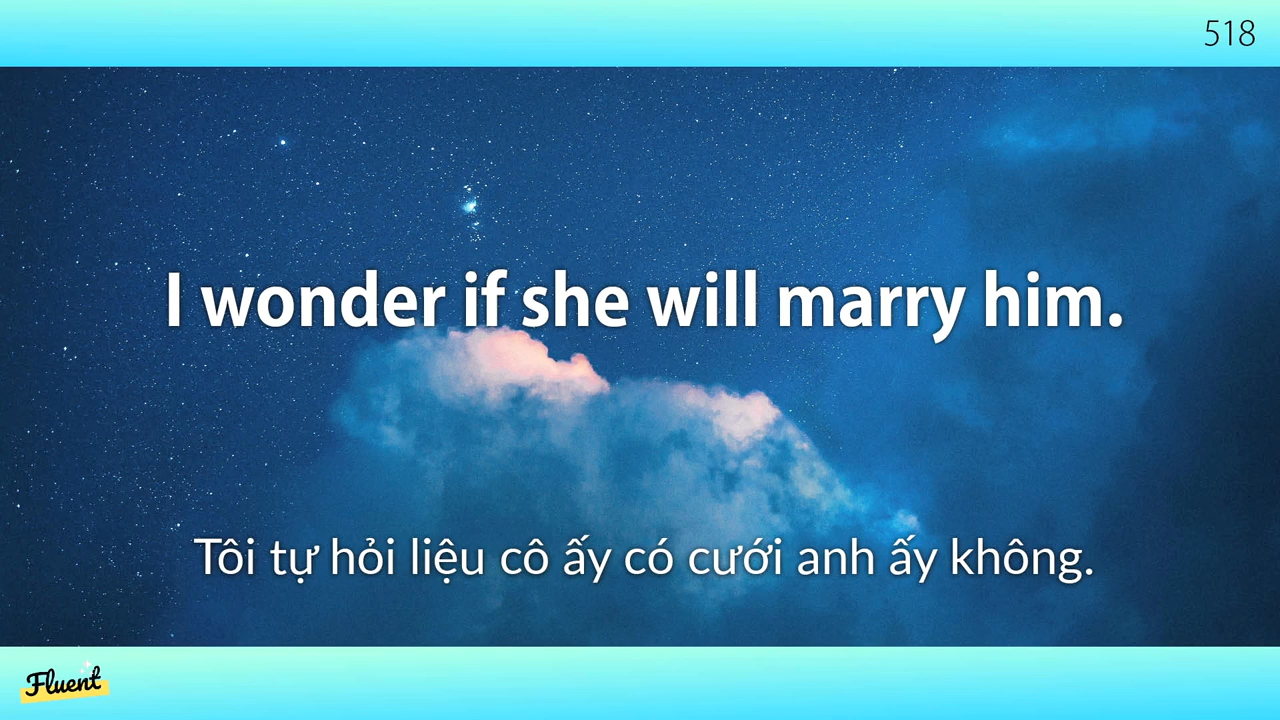 518
I wonder if she will marry him.
Tôi tự hỏi liệu cô ấy có cưới anh ấy không.
Fluent